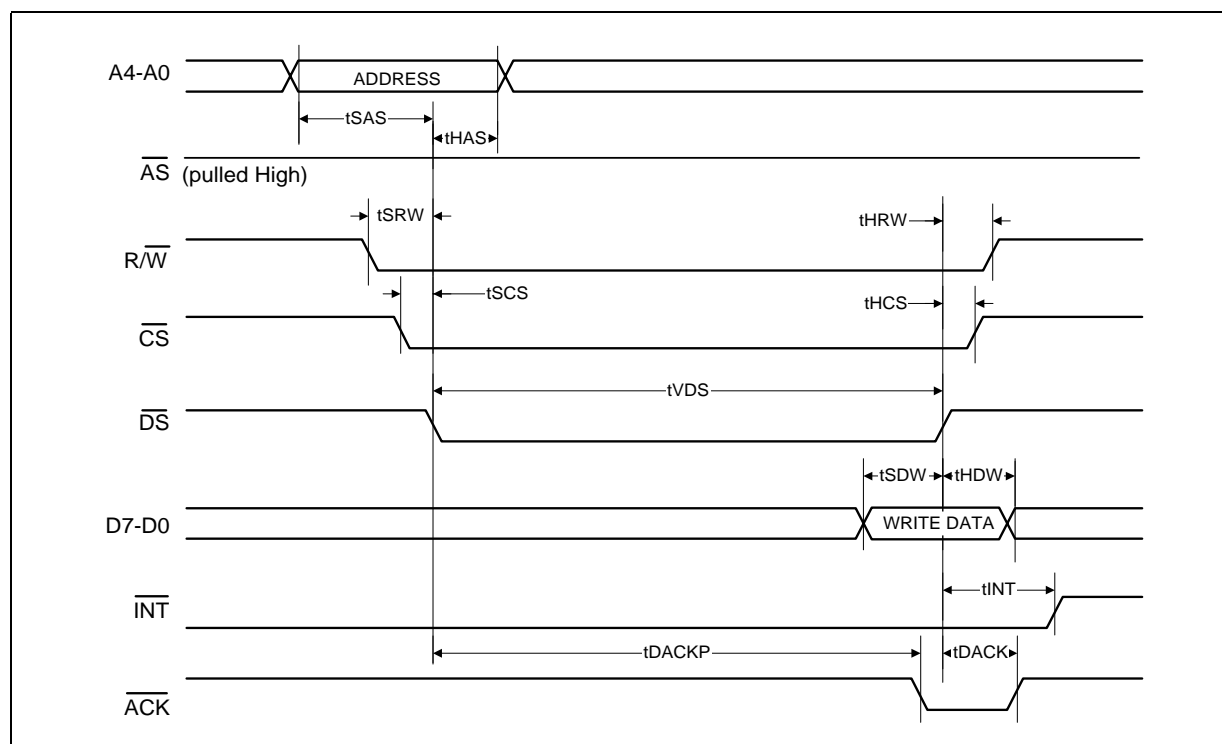 A4-A0
ADDRESS
tSAS
tHAS
AS (pulled High)
tSRW
tHRW
R/W
tSCS
tHCS
CS
tVDS
DS
tSDW
tHDW
D7-D0
WRITE DATA
tINT
INT
tDACKP
tDACK
ACK